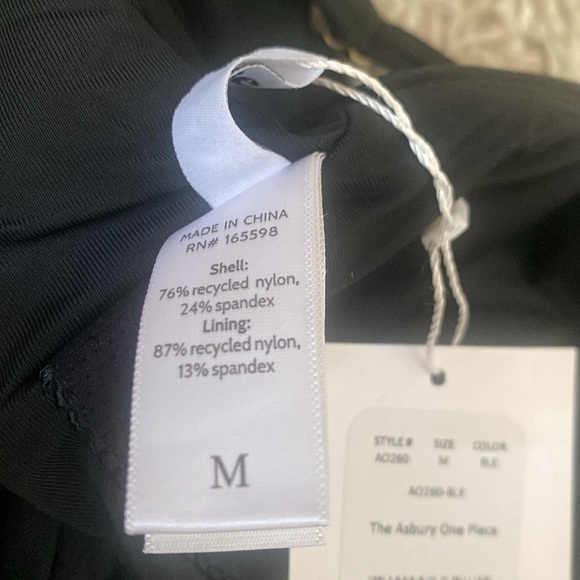 MADE IN CHINA
RN# 165598
Shell:
76% recycled nylon,
24% spandex
Lining:
87% recycled nylon,
13% spandex
M
STYLE # SIZE COLOR
AO260 M BLK
AO260-BLK
The Asbury One Piece